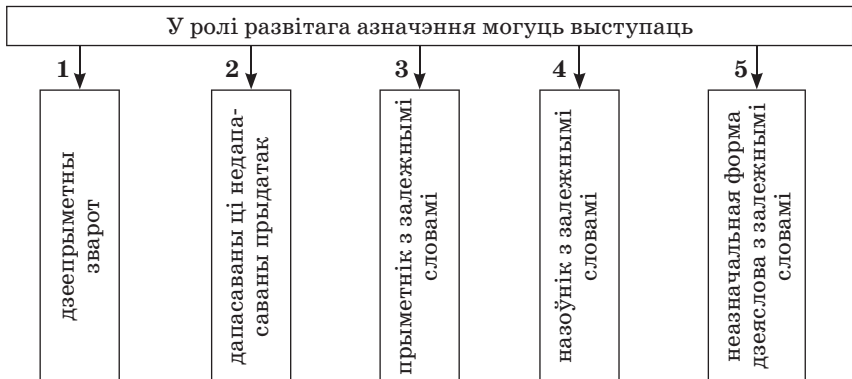 У ролі развітага азначэння могуць выступаць
1
2
3
4
5
дзеепрыметны
зварот
дапасаваны ці недапа-
саваны прыдатак
прыметнік з залежнымі
словамі
назоўнік з залежнымі
словамі
неазначальная форма
дзеяслова з залежнымі
словамі